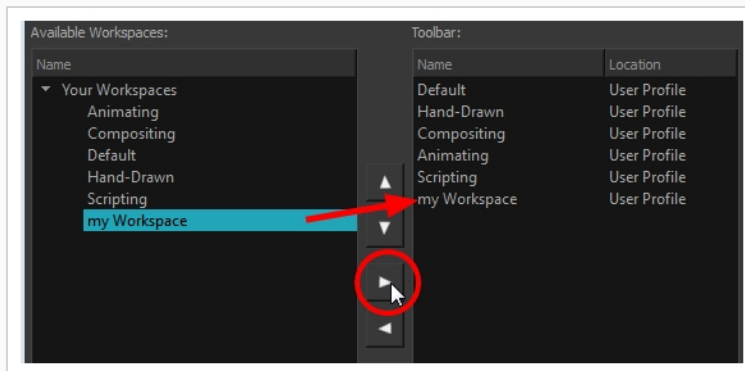 Available Workspaces:
Name
Your Workspaces
Animating
Compositing
Default
Hand-Drawn
Scripting
my Workspace
Toolbar:
Name Location
Default User Profile
Hand-Drawn User Profile
Compositing User Profile
Animating User Profile
Scripting User Profile
my Workspace User Profile